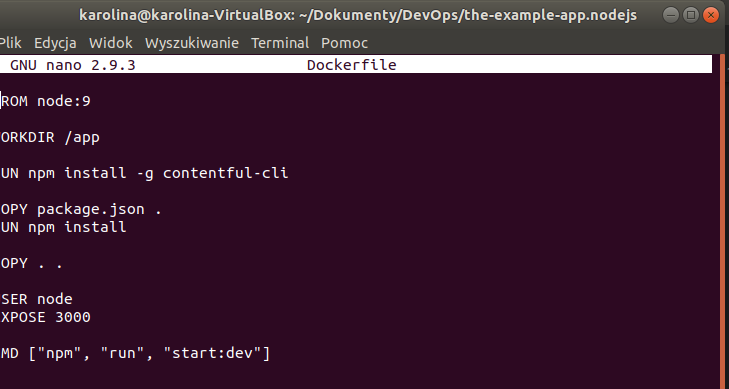 karolina@karolina-VirtualBox: ~/Dokumenty/DevOps/the-example-app.nodejs
Plik Edycja Widok Wyszukiwanie Terminal Pomoc
GNU nano 2.9.3 Dockerfile
ROM node:9
ORKDIR /app
UN npm install -g contentful-cli
OPY package.json .
UN npm install
OPY . .
SER node
XPOSE 3000
MD ["npm", "run", "start:dev"]